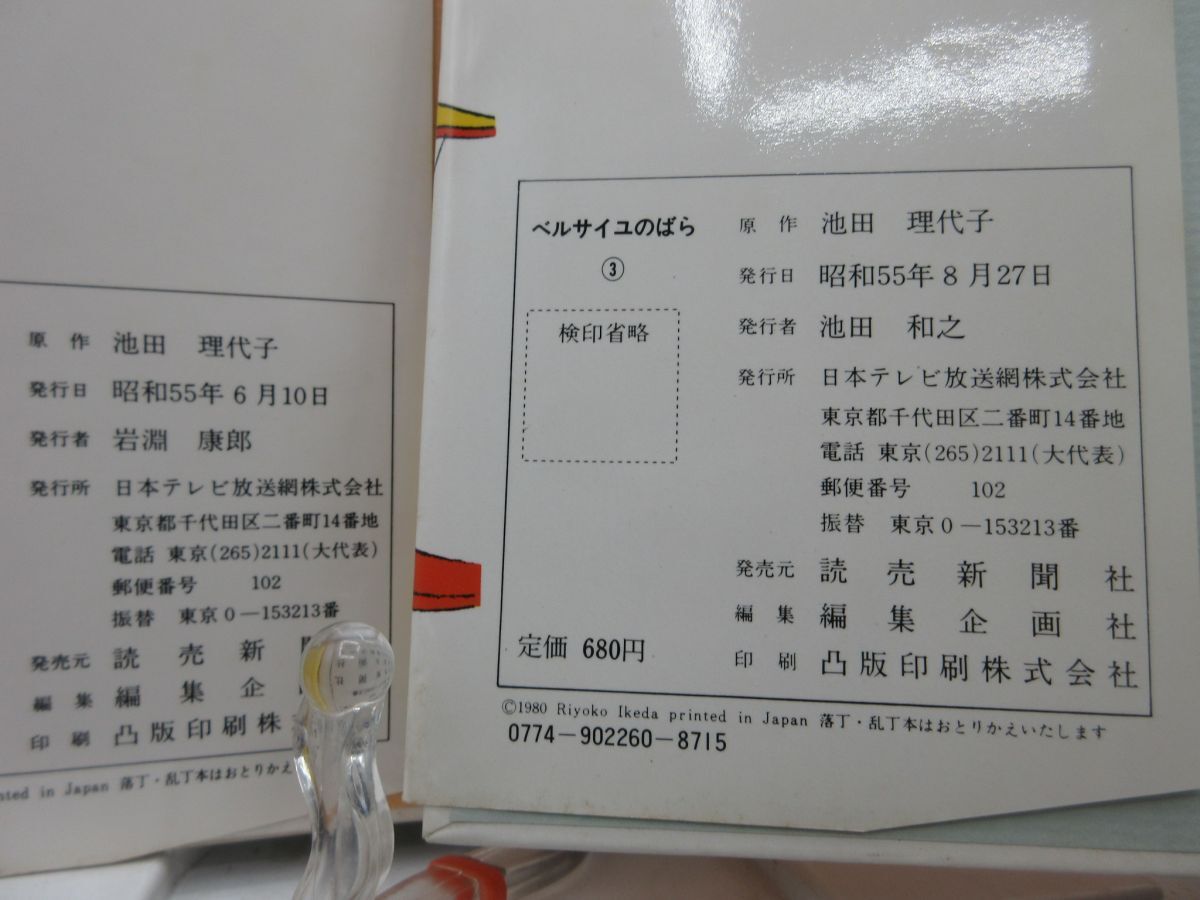 原作 池田 理代子
発行日 昭和55年6月10日
発行者 岩淵 康郎
発行所 日本テレビ放送網株式会社
東京都千代田区二番町14番地
電話 東京(265)2111(大代表)
郵便番号 102
振替 東京0-153213番
発売元 読売新
編集 編集企
印刷 凸版印刷株
in Japan 落丁・乱丁本はおとりかえ
ベルサイユのばら
③
検印省略
定価 680円
原作 池田 理代子
発行日 昭和55年8月27日
発行者 池田 和之
発行所 日本テレビ放送網株式会社
東京都千代田区二番町14番地
電話 東京(265)2111(大代表)
郵便番号 102
振替 東京0-153213番
発売元 読売新聞社
編集 編集企画社
印刷 凸版印刷株式会社
©1980 Riyoko Ikeda printed in Japan 落丁・乱丁本はおとりかえいたします
0774-902260-8715